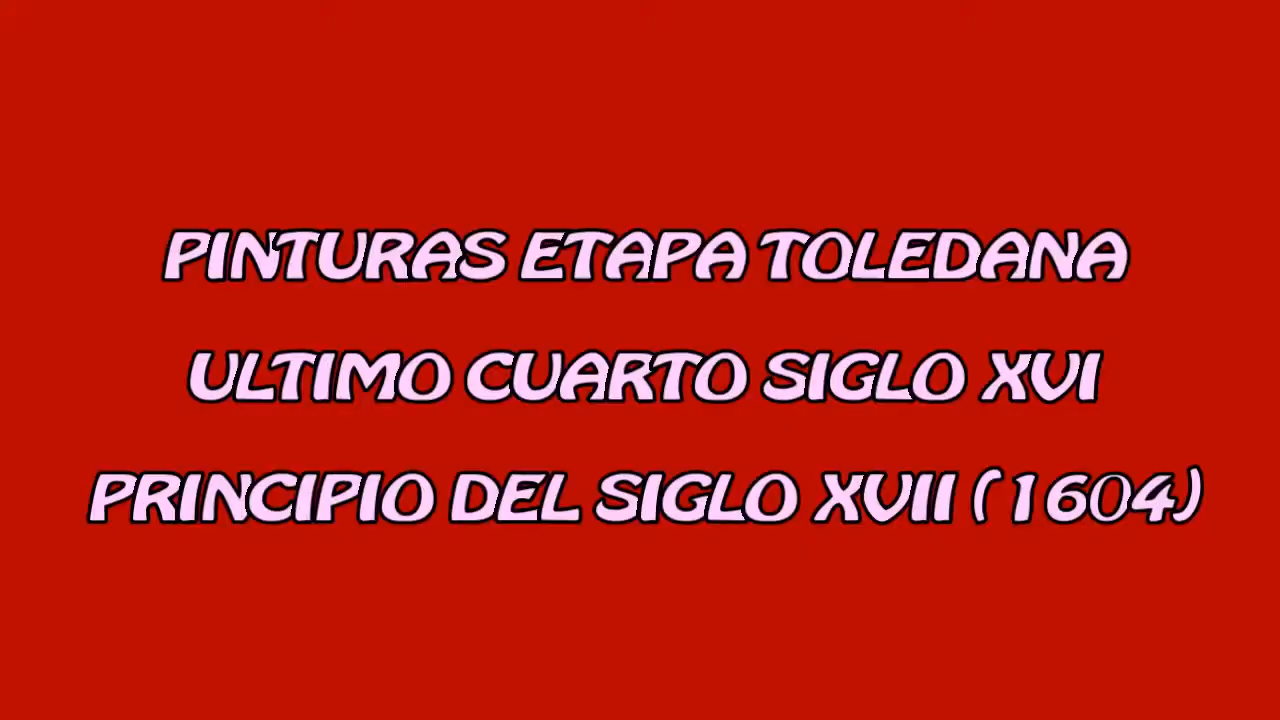 PINTURAS ETAPA TOLEDANA
ULTIMO CUARTO SIGLO XVI
PRINCIPIO DEL SIGLO XVII (1604)